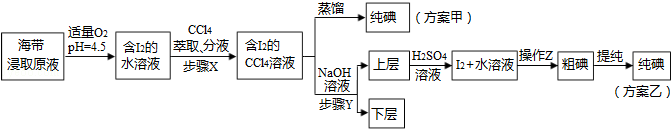 海带
浸取原液
适量O2
pH=4.5
含I2的
水溶液
CCl4
萃取、分液
步骤X
含I2的
CCl4溶液
蒸馏
纯碘
(方案甲)
NaOH
溶液
步骤Y
上层
下层
H2SO4
溶液
I2+水溶液
操作Z
粗碘
提纯
纯碘
(方案乙)